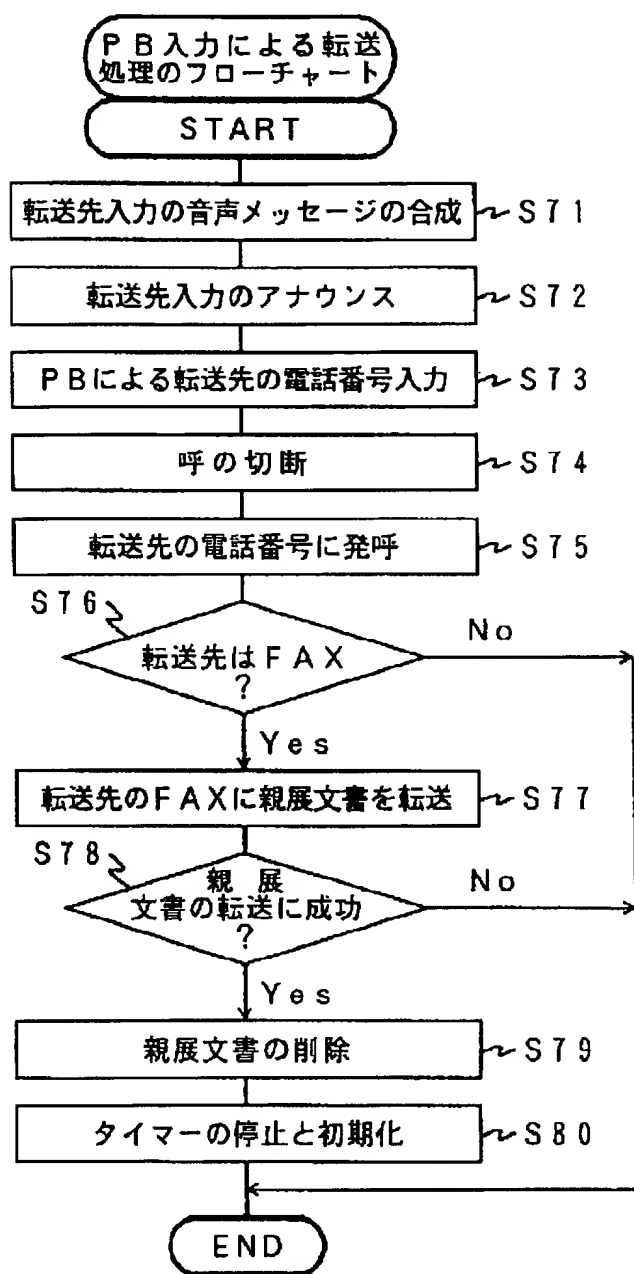 PB入力による転送
処理のフローチャート
START
転送先入力の音声メッセージの合成 S71
転送先入力のアナウンス S72
PBによる転送先の電話番号入力 S73
呼の切断 S74
転送先の電話番号に発呼 S75
S76
No
転送先はFAX
?
Yes
転送先のFAXに親展文書を転送 S77
S78
親展
No
文書の転送に成功
?
Yes
親展文書の削除 S79
タイマーの停止と初期化 S80
END